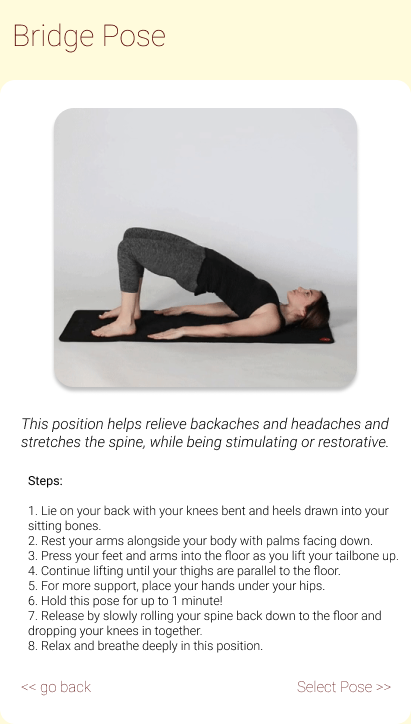 Bridge Pose
This position helps relieve backaches and headaches and
stretches the spine, while being stimulating or restorative.
Steps:
1. Lie on your back with your knees bent and heels drawn into your
sitting bones.
2. Rest your arms alongside your body with palms facing down.
3. Press your feet and arms into the floor as you lift your tailbone up.
4. Continue lifting until your thighs are parallel to the floor.
5. For more support, place your hands under your hips.
6. Hold this pose for up to 1 minute!
7. Release by slowly rolling your spine back down to the floor and
dropping your knees in together.
8. Relax and breathe deeply in this position.
<< go back
Select Pose >>